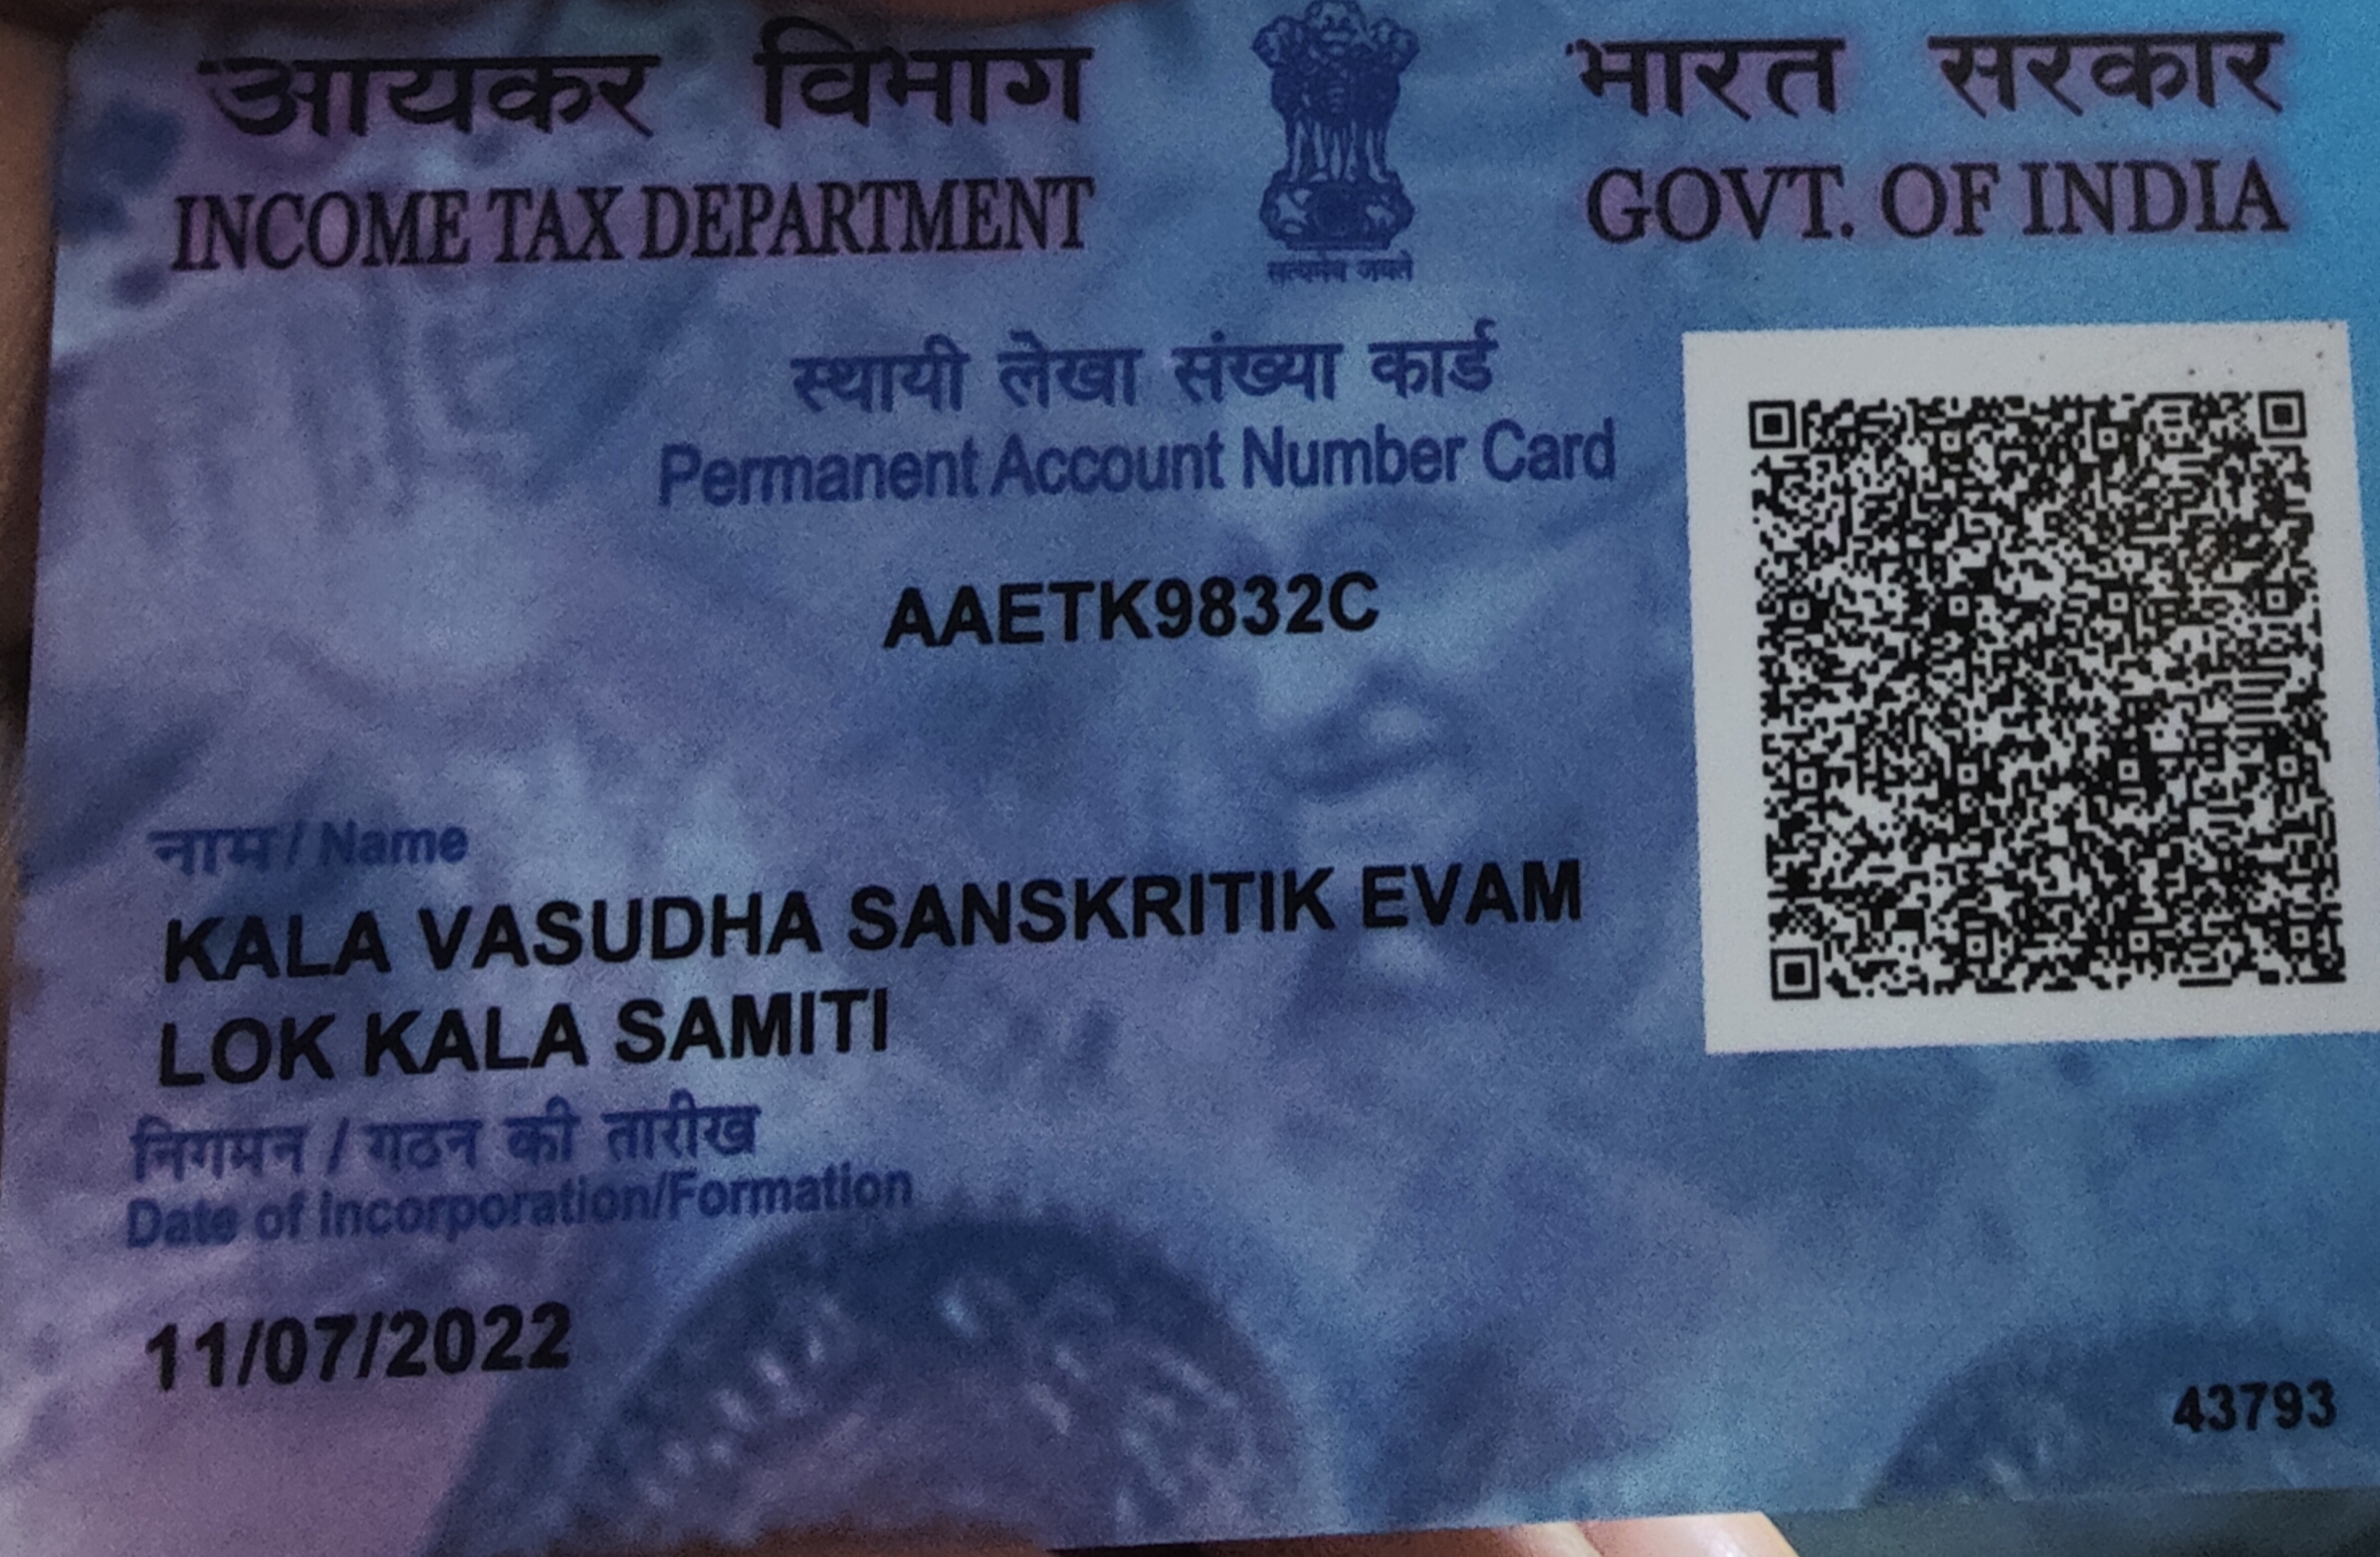 आयकर विभाग
INCOME TAX DEPARTMENT
सत्यमेव जयते
भारत सरकार
GOVT. OF INDIA
स्थायी लेखा संख्या कार्ड
Permanent Account Number Card
AAETK9832C
नाम / Name
KALA VASUDHA SANSKRITIK EVAM
LOK KALA SAMITI
निगमन / गठन की तारीख
Date of Incorporation/Formation
11/07/2022
43793